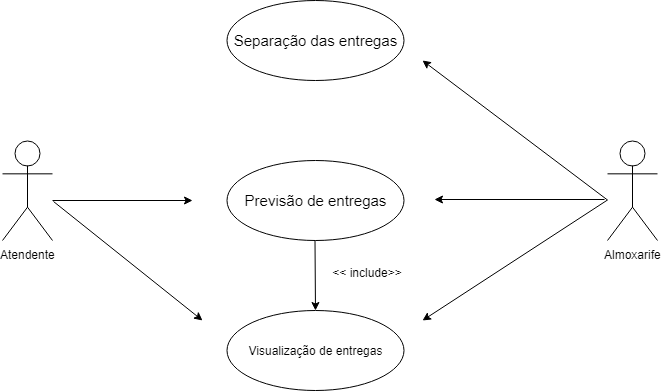 Separação das entregas
Previsão de entregas
Atendente
Almoxarife
<< include>>
Visualização de entregas